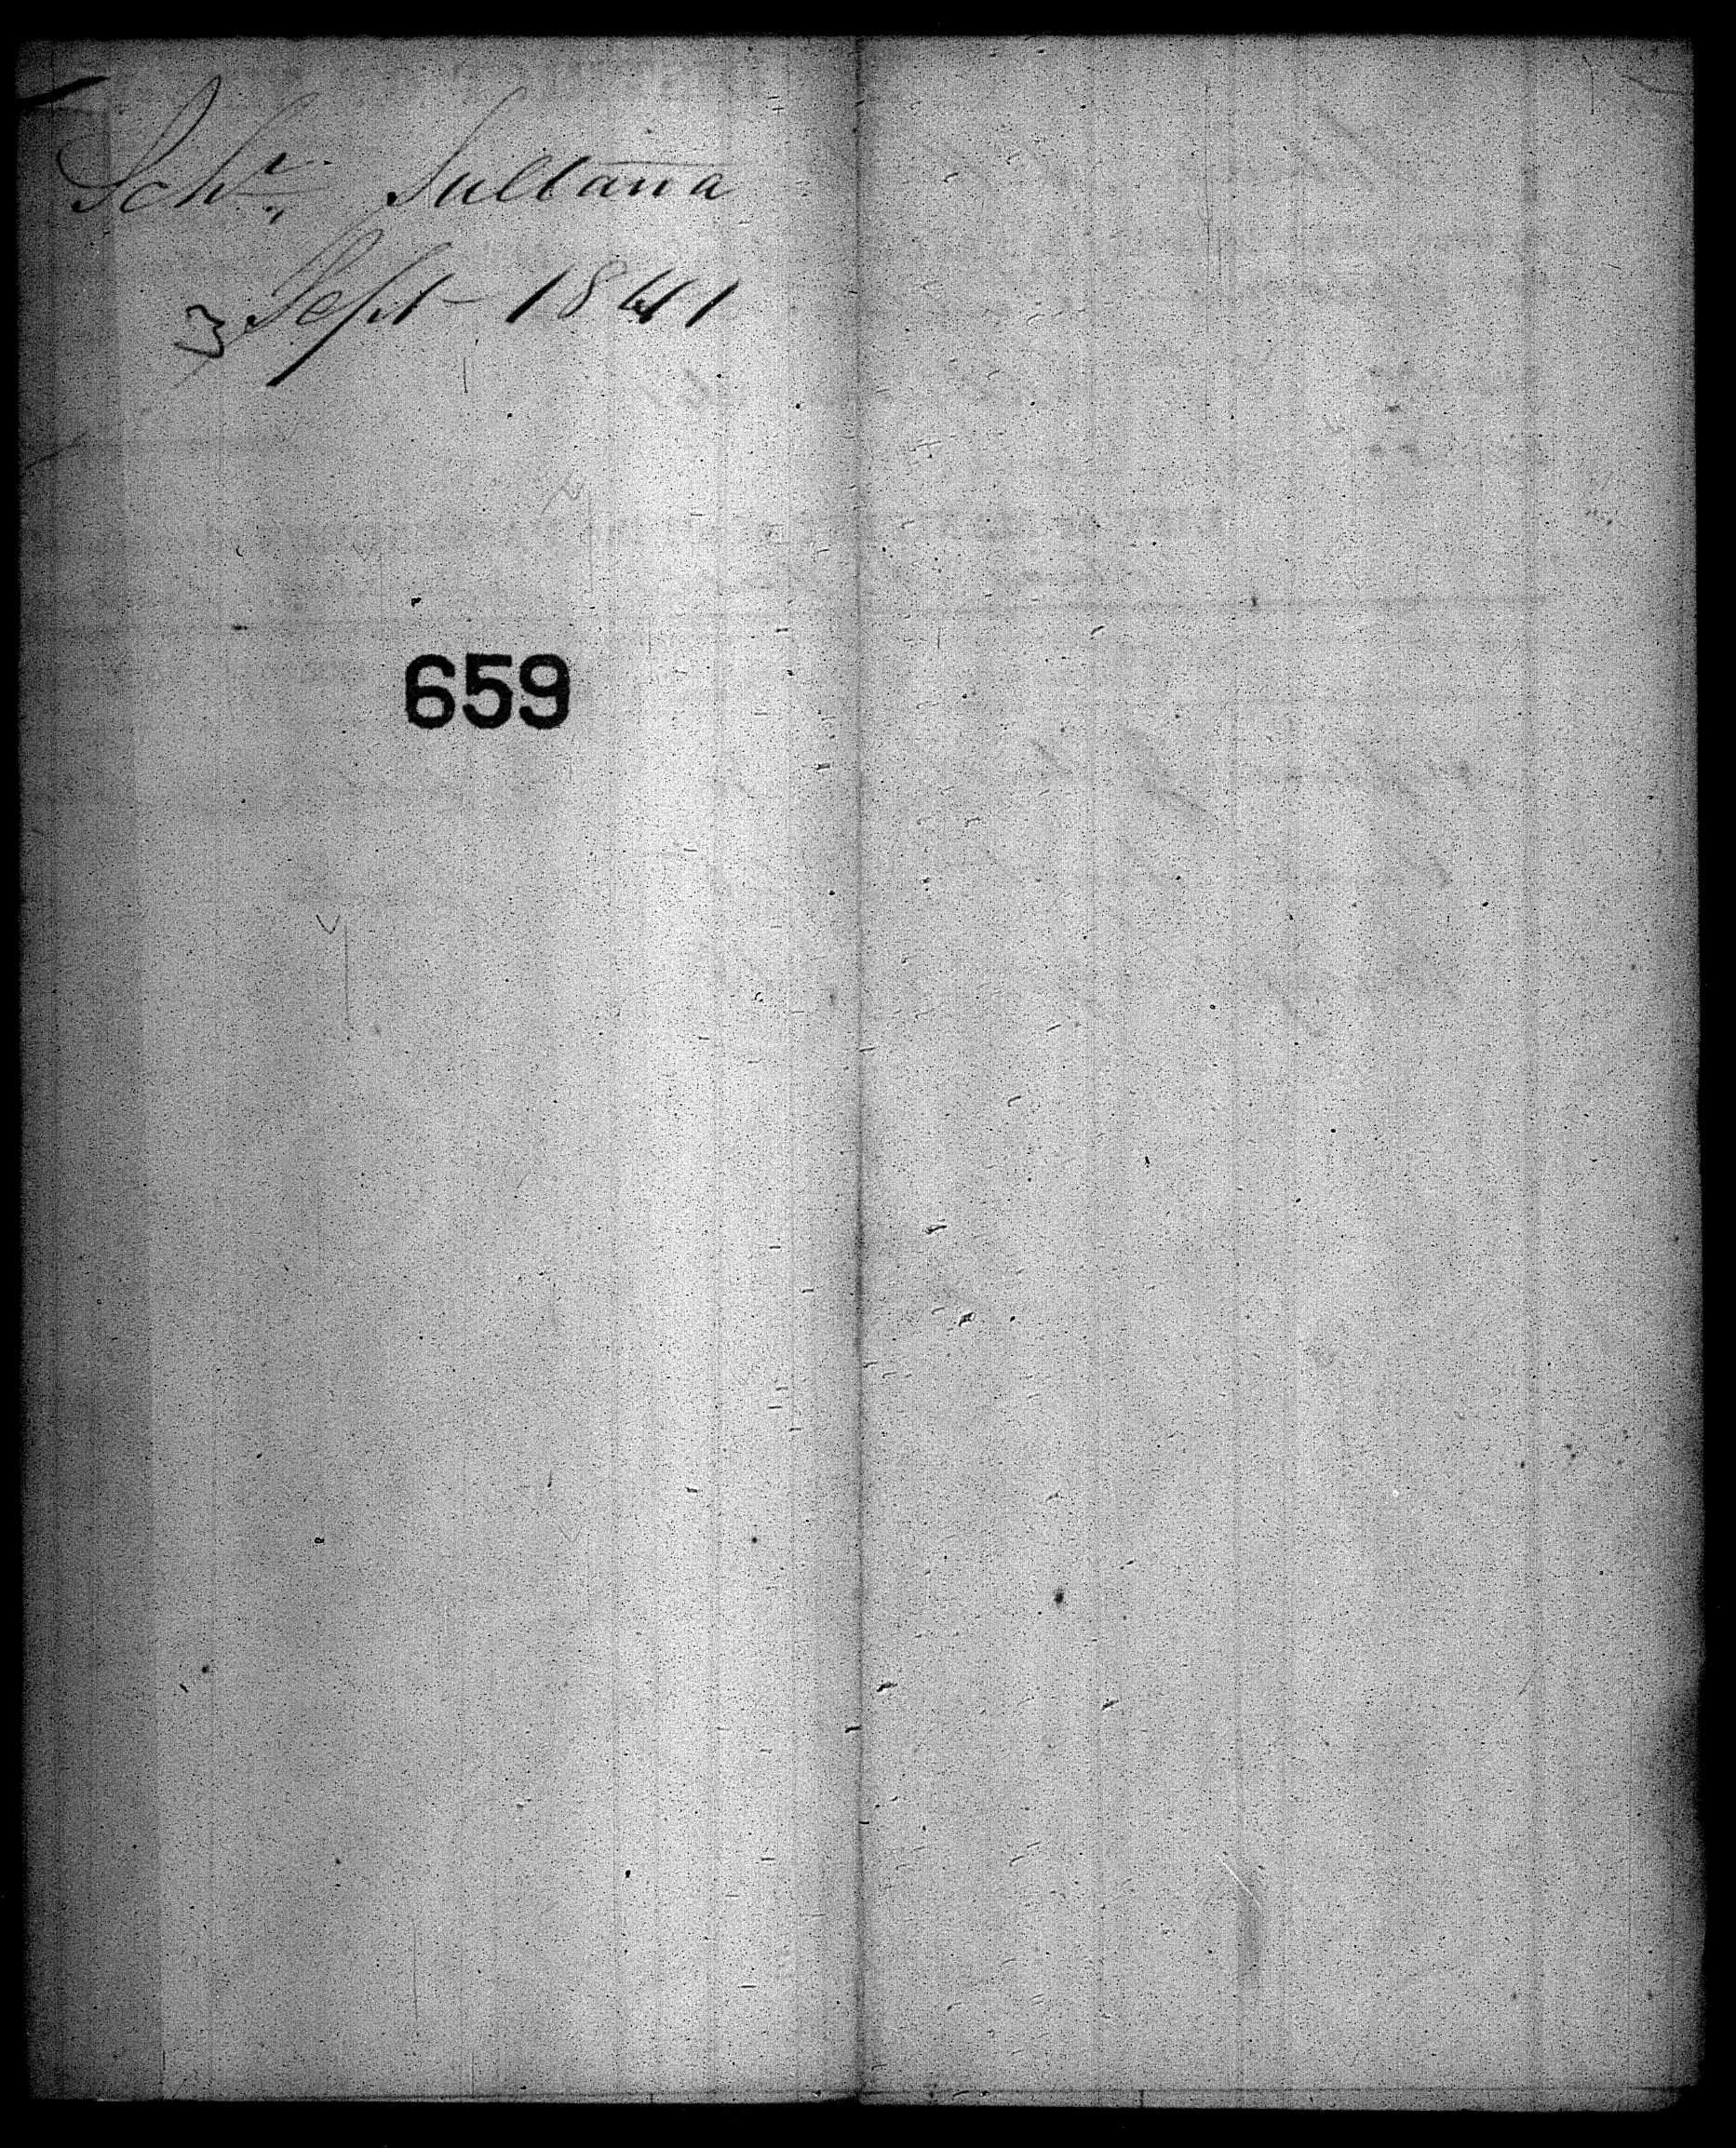 Schr. Sultana
3 Sept - 1841
659